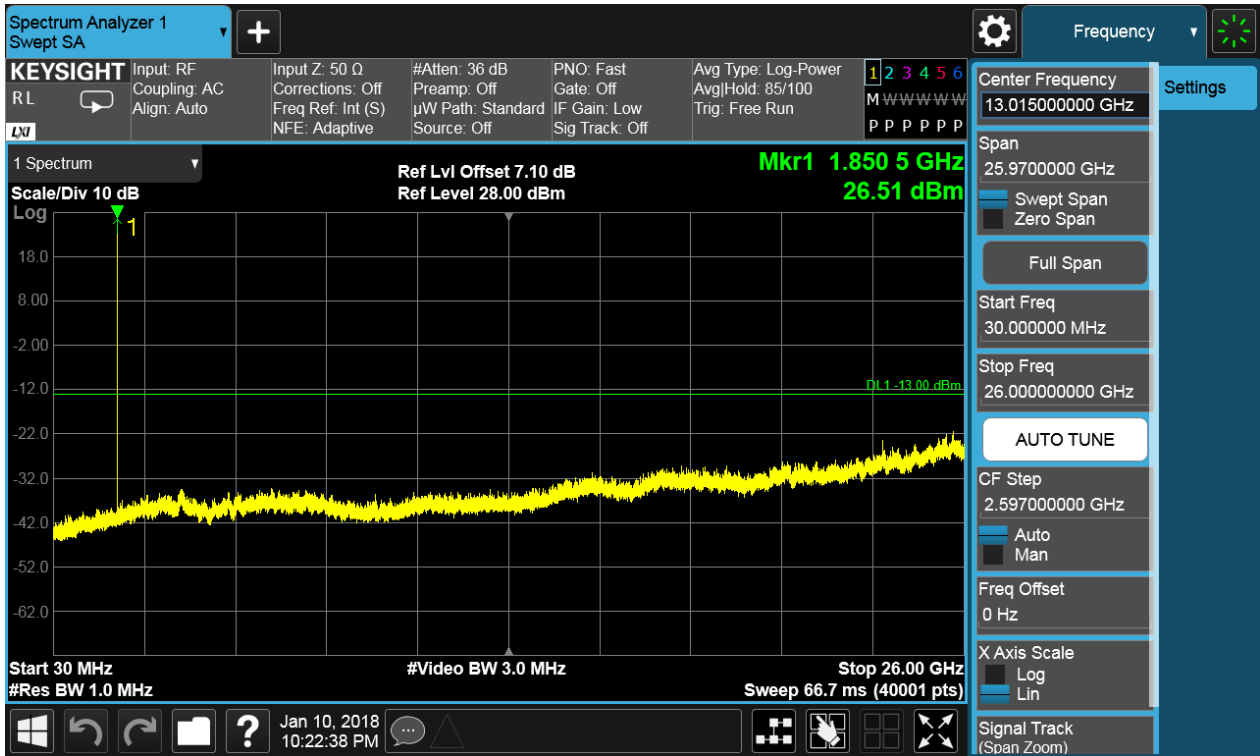 Spectrum Analyzer 1
Swept SA
Frequency
KEYSIGHT
RL
LXI
Input: RF
Coupling: AC
Align: Auto
Input Z: 50 Ω
Corrections: Off
Freq Ref: Int (S)
NFE: Adaptive
#Atten: 36 dB
Preamp: Off
µW Path: Standard
Source: Off
PNO: Fast
Gate: Off
IF Gain: Low
Sig Track: Off
Avg Type: Log-Power
Avg|Hold: 85/100
Trig: Free Run
1 2 3 4 5 6
M W W W W W
P P P P P P
1 Spectrum
Scale/Div 10 dB
Log
Ref Lvl Offset 7.10 dB
Ref Level 28.00 dBm
Mkr1 1.850 5 GHz
26.51 dBm
1
18.0
8.00
-2.00
-12.0
-22.0
-32.0
-42.0
-52.0
-62.0
DL1 -13.00 dBm
Start 30 MHz
#Res BW 1.0 MHz
#Video BW 3.0 MHz
Stop 26.00 GHz
Sweep 66.7 ms (40001 pts)
?
Jan 10, 2018
10:22:38 PM
Center Frequency
13.015000000 GHz
Span
25.9700000 GHz
Swept Span
Zero Span
Full Span
Start Freq
30.000000 MHz
Stop Freq
26.000000000 GHz
AUTO TUNE
CF Step
2.597000000 GHz
Auto
Man
Freq Offset
0 Hz
X Axis Scale
Log
Lin
Signal Track
(Span Zoom)
Settings